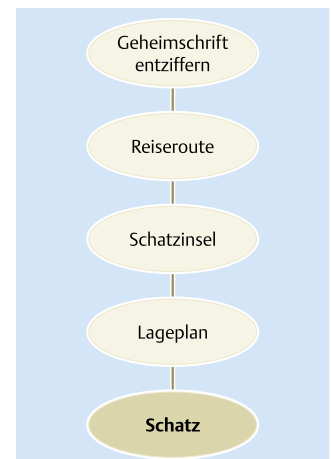 Geheimschrift
entziffern
Reiseroute
Schatzinsel
Lageplan
Schatz